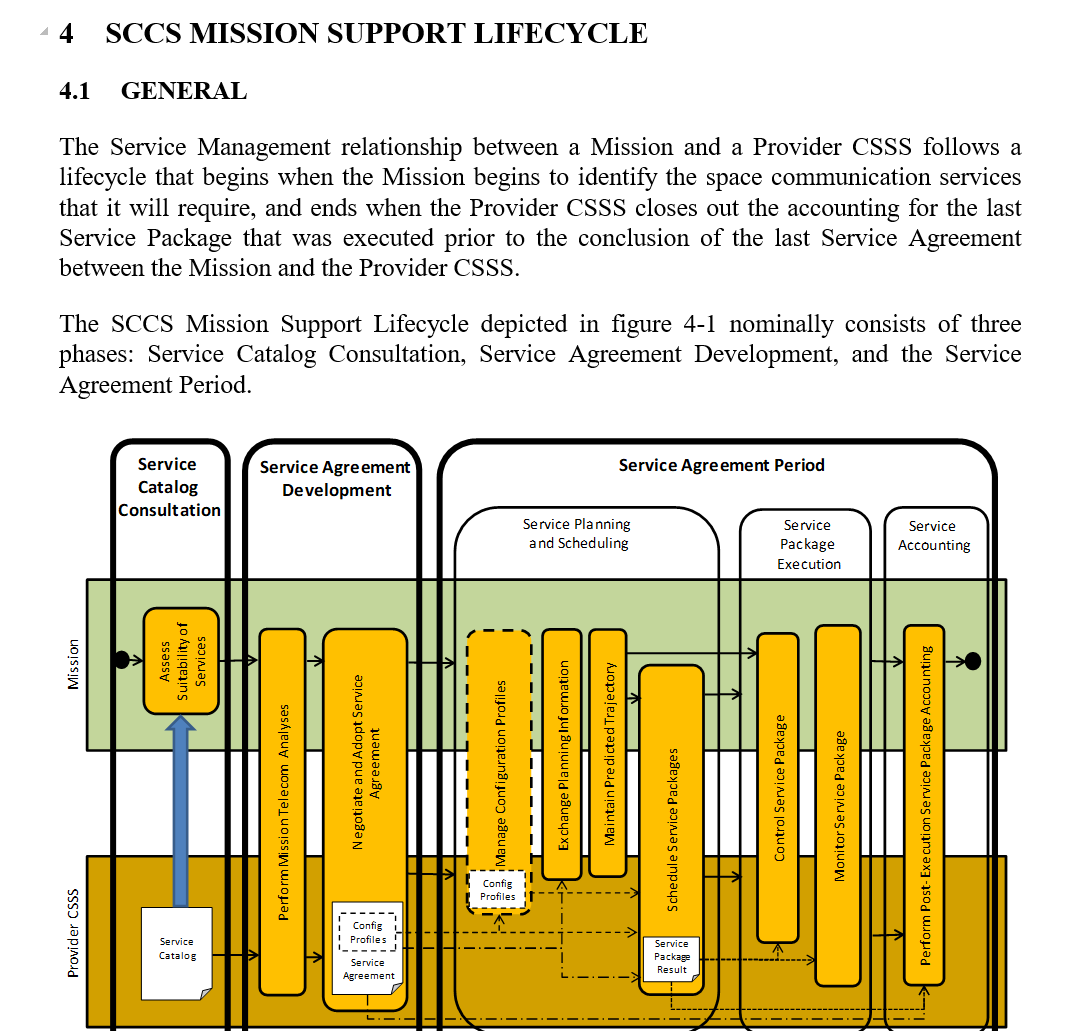 4 SCCS MISSION SUPPORT LIFECYCLE
4.1 GENERAL
The Service Management relationship between a Mission and a Provider CSSS follows a
lifecycle that begins when the Mission begins to identify the space communication services
that it will require, and ends when the Provider CSSS closes out the accounting for the last
Service Package that was executed prior to the conclusion of the last Service Agreement
between the Mission and the Provider CSSS.
The SCCS Mission Support Lifecycle depicted in figure 4-1 nominally consists of three
phases: Service Catalog Consultation, Service Agreement Development, and the Service
Agreement Period.
Service
Catalog
Consultation
Service Agreement
Development
Service Agreement Period
Service Planning
and Scheduling
Service
Package
Execution
Service
Accounting
Mission
Assess
Suitability of
Services
Perform Mission Telecom Analyses
Negotiate and Adopt Service
Agreement
Manage Configuration Profiles
Exchange Planning Information
Maintain Predicted Trajectory
Schedule Service Packages
Control Service Package
Monitor Service Package
Perform Post- Execution Service Package Accounting
Provider CSSS
Service
Catalog
Config
Profiles
Service
Agreement
Config
Profiles
Service
Package
Result